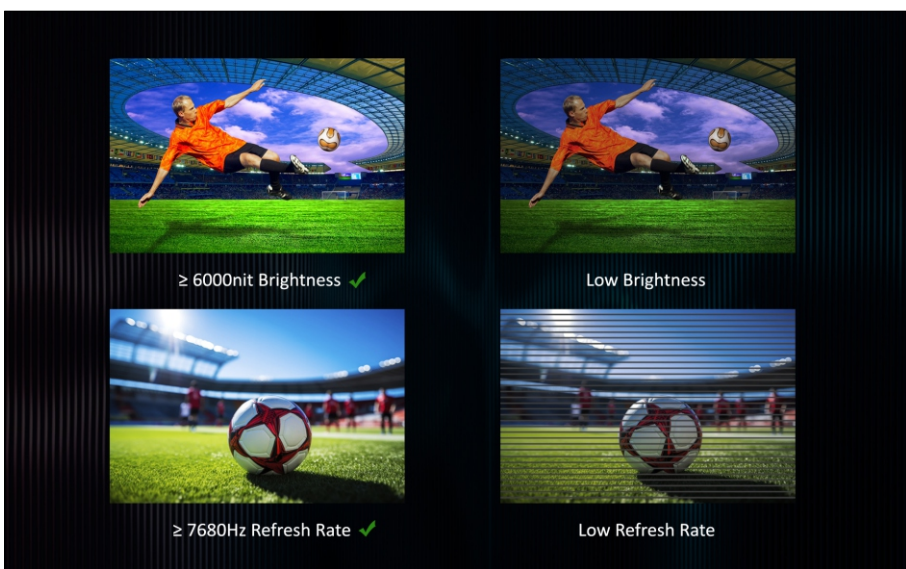 ≥ 6000nit Brightness ✓
Low Brightness
≥ 7680Hz Refresh Rate ✓
Low Refresh Rate